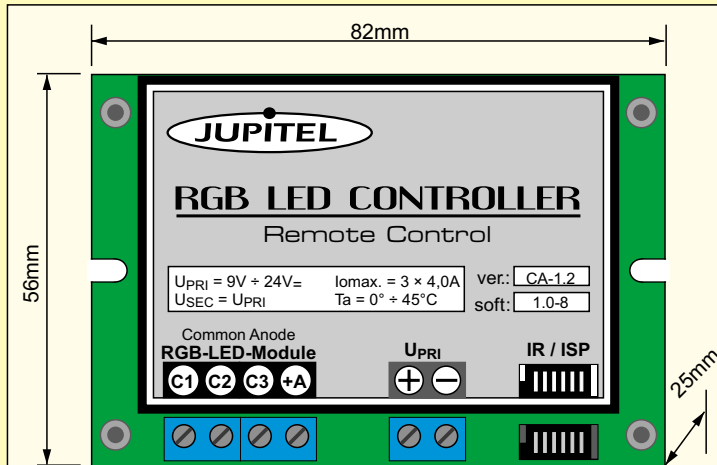 82mm
56mm
JUPITEL
RGB LED CONTROLLER
Remote Control
UPRI = 9V ÷ 24V⎓ Iomax. = 3 × 4,0A
USEC = UPRI Ta = 0° ÷ 45°C
ver.: CA-1.2
soft: 1.0-8
Common Anode
RGB-LED-Module
C1 C2 C3 +A
UPRI
+ −
IR / ISP
25mm